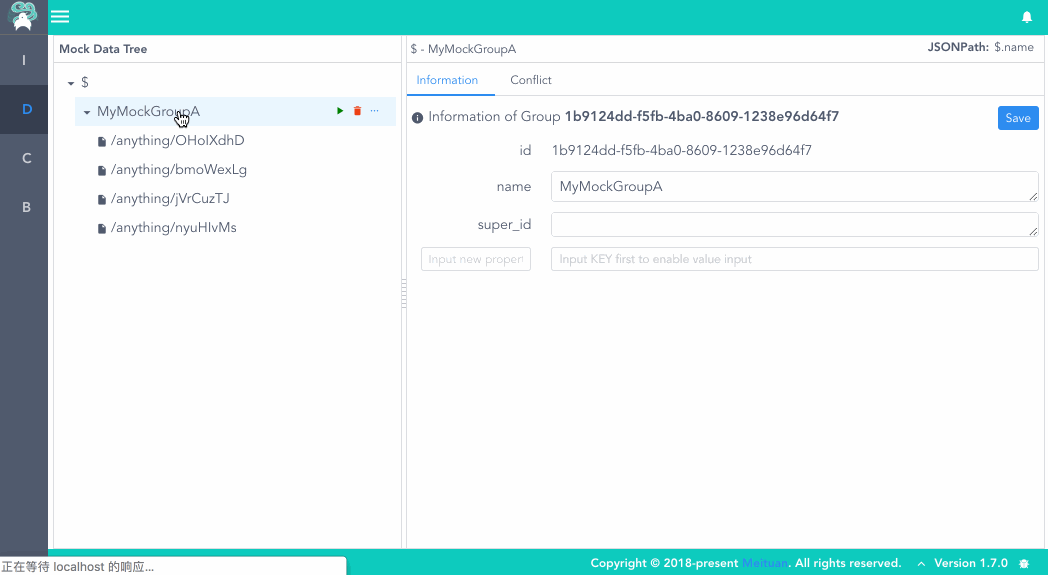 I
D
C
B
Mock Data Tree
$
MyMockGroupA
/anything/OHoIXdhD
/anything/bmoWexLg
/anything/jVrCuzTJ
/anything/nyuHlvMs
$ - MyMockGroupA
JSONPath: $.name
Information Conflict
Information of Group 1b9124dd-f5fb-4ba0-8609-1238e96d64f7
Save
id 1b9124dd-f5fb-4ba0-8609-1238e96d64f7
name MyMockGroupA
super_id
Input new proper Input KEY first to enable value input
正在等待 localhost 的响应...
Copyright © 2018-present Meituan. All rights reserved. Version 1.7.0